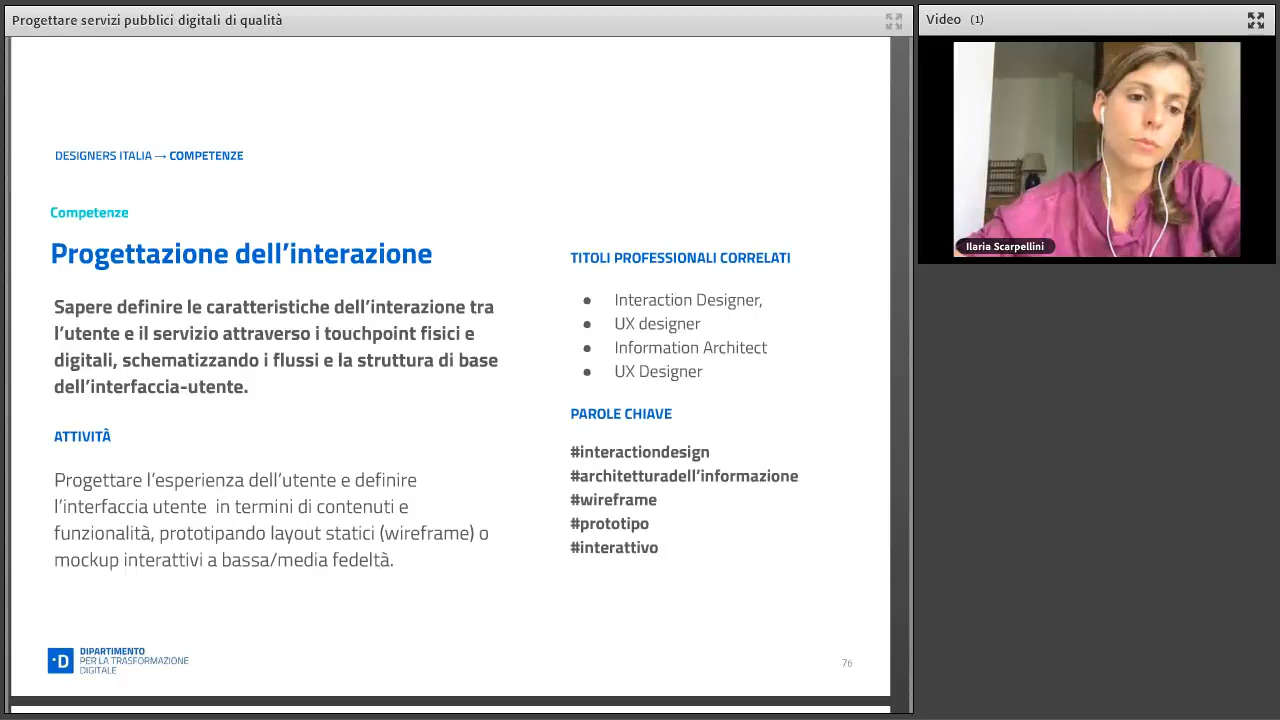 Progettare servizi pubblici digitali di qualità
Video (1)
Ilaria Scarpellini
DESIGNERS ITALIA → COMPETENZE
Competenze
Progettazione dell’interazione
Sapere definire le caratteristiche dell’interazione tra
l’utente e il servizio attraverso i touchpoint fisici e
digitali, schematizzando i flussi e la struttura di base
dell’interfaccia-utente.
ATTIVITÀ
Progettare l’esperienza dell’utente e definire
l’interfaccia utente in termini di contenuti e
funzionalità, prototipando layout statici (wireframe) o
mockup interattivi a bassa/media fedeltà.
TITOLI PROFESSIONALI CORRELATI
● Interaction Designer,
● UX designer
● Information Architect
● UX Designer
PAROLE CHIAVE
#interactiondesign
#architetturadell’informazione
#wireframe
#prototipo
#interattivo
·D
DIPARTIMENTO
PER LA TRASFORMAZIONE
DIGITALE
76